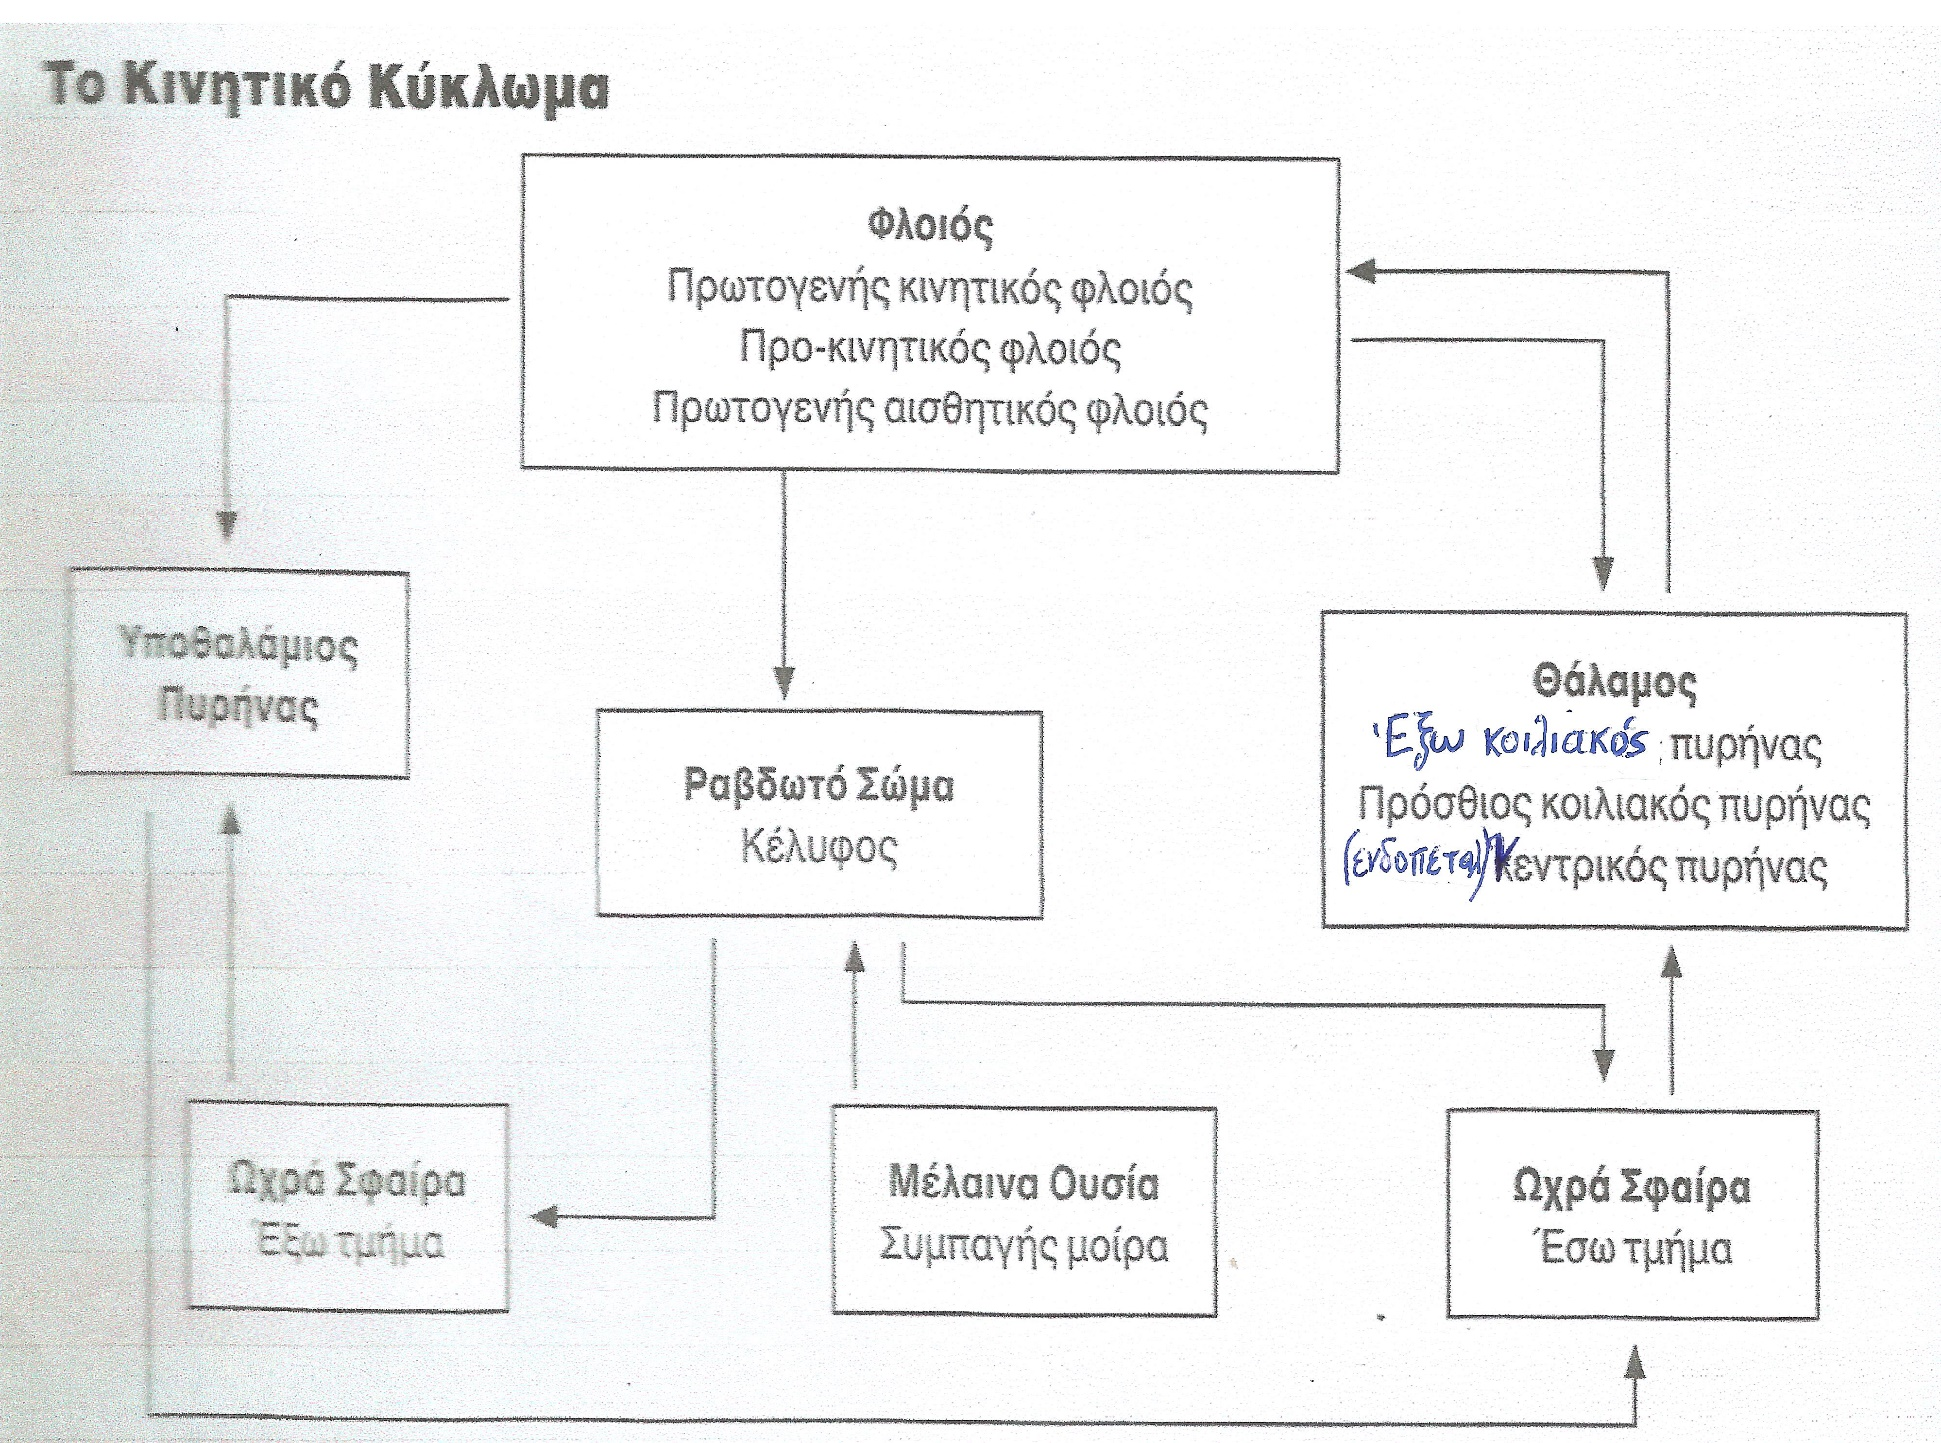 Το Κινητικό Κύκλωμα
Φλοιός
Πρωτογενής κινητικός φλοιός
Προ-κινητικός φλοιός
Πρωτογενής αισθητικός φλοιός
Υποθαλάμιος
Πυρήνας
Ραβδωτό Σώμα
Κέλυφος
Θάλαμος
Έξω κοιλιακός πυρήνας
Πρόσθιος κοιλιακός πυρήνας
(ενδοπέταλ) Κεντρικός πυρήνας
Ωχρά Σφαίρα
Έξω τμήμα
Μέλαινα Ουσία
Συμπαγής μοίρα
Ωχρά Σφαίρα
Έσω τμήμα